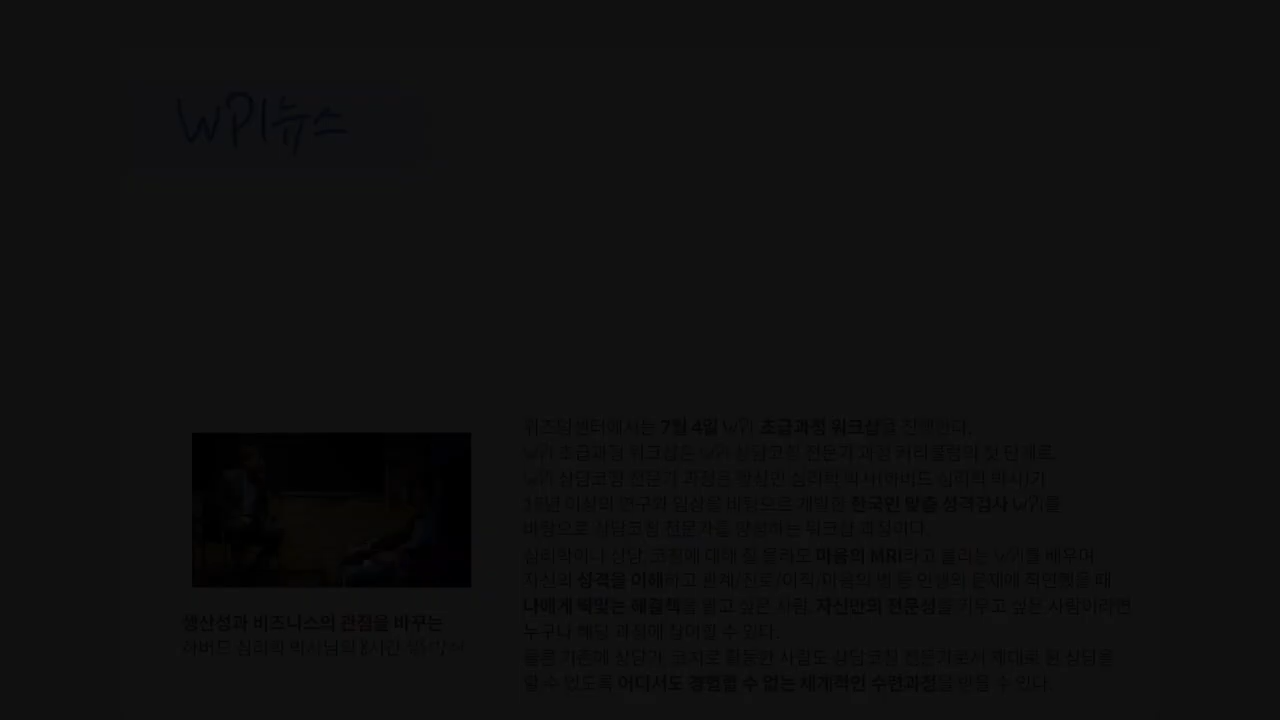 WPI뉴스
위즈덤센터에서는 7월 4일 WPI 초급과정 워크샵을 진행한다.
WPI 초급과정 워크샵은 WPI 상담코칭 전문가 과정 커리큘럼의 첫 단계로,
WPI 상담코칭 전문가 과정은 황상민 심리학 박사(하버드 심리학 박사)가
15년 이상의 연구와 임상을 바탕으로 개발한 한국인 맞춤 성격검사 WPI를
바탕으로 상담코칭 전문가를 양성하는 워크샵 과정이다.
심리학이나 상담, 코칭에 대해 잘 몰라도 마음의 MRI라고 불리는 WPI를 배우며
자신의 성격을 이해하고 관계/진로/이직/마음의 병 등 인생의 문제에 직면했을 때
나에게 딱맞는 해결책을 얻고 싶은 사람, 자신만의 전문성을 키우고 싶은 사람이라면
누구나 해당 과정에 참여할 수 있다.
물론 기존에 상담가, 코치로 활동한 사람도 상담코칭 전문가로서 제대로 된 상담을
할 수 있도록 어디서도 경험할 수 없는 체계적인 수련과정을 받을 수 있다.
생산성과 비즈니스의 관점을 바꾸는
하버드 심리학 박사님의 8시간